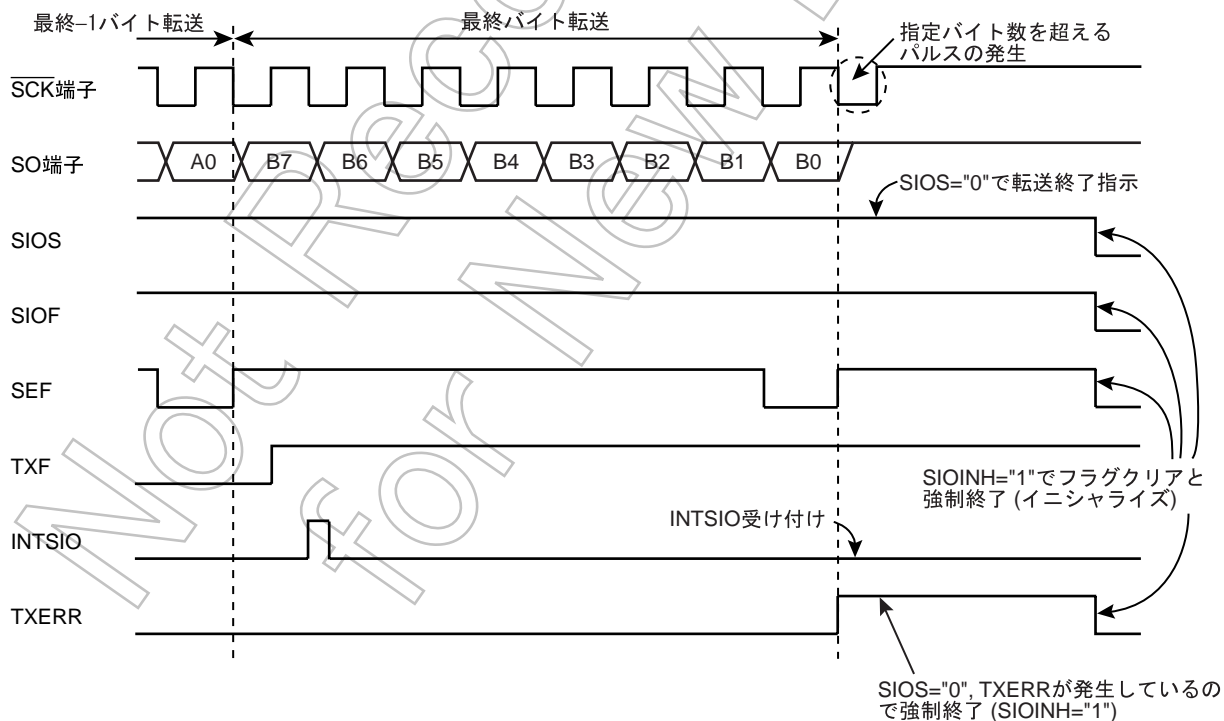 最終–1バイト転送
最終バイト転送
指定バイト数を超える
パルスの発生
SCK端子
SO端子
A0 B7 B6 B5 B4 B3 B2 B1 B0
SIOS="0"で転送終了指示
SIOS
SIOF
SEF
TXF
SIOINH="1"でフラグクリアと
強制終了 (イニシャライズ)
INTSIO受け付け
INTSIO
TXERR
SIOS="0", TXERRが発生しているの
で強制終了 (SIOINH="1")
Not Reco
for New